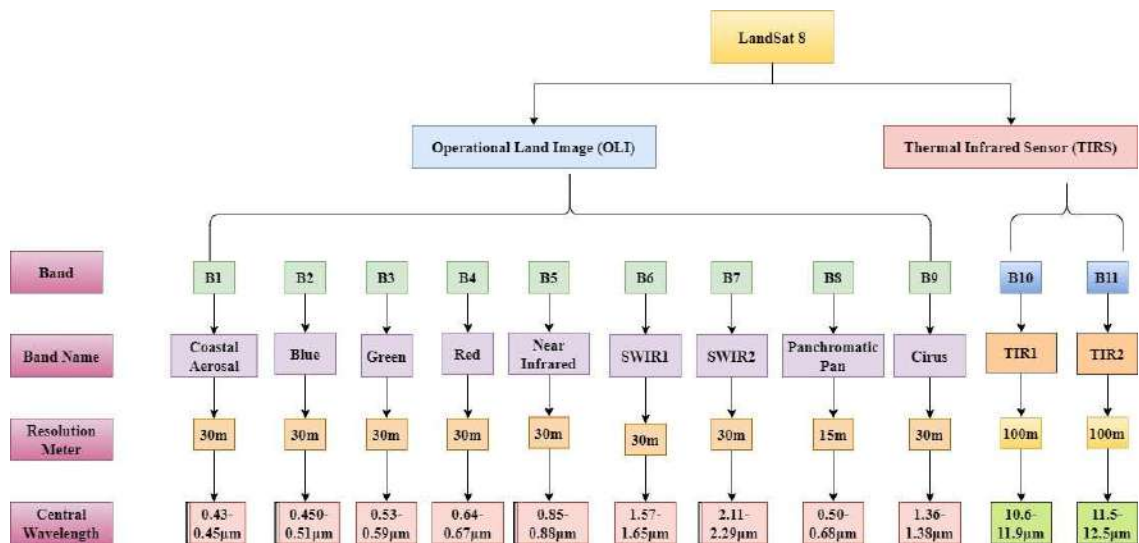 LandSat 8
Operational Land Image (OLI)
Thermal Infrared Sensor (TIRS)
Band
B1
B2
B3
B4
B5
B6
B7
B8
B9
B10
B11
Band Name
Coastal
Aerosal
Blue
Green
Red
Near
Infrared
SWIR1
SWIR2
Panchromatic
Pan
Cirus
TIR1
TIR2
Resolution
Meter
30m
30m
30m
30m
30m
30m
30m
15m
30m
100m
100m
Central
Wavelength
0.43-
0.45µm
0.450-
0.51µm
0.53-
0.59µm
0.64-
0.67µm
0.85-
0.88µm
1.57-
1.65µm
2.11-
2.29µm
0.50-
0.68µm
1.36-
1.38µm
10.6-
11.9µm
11.5-
12.5µm